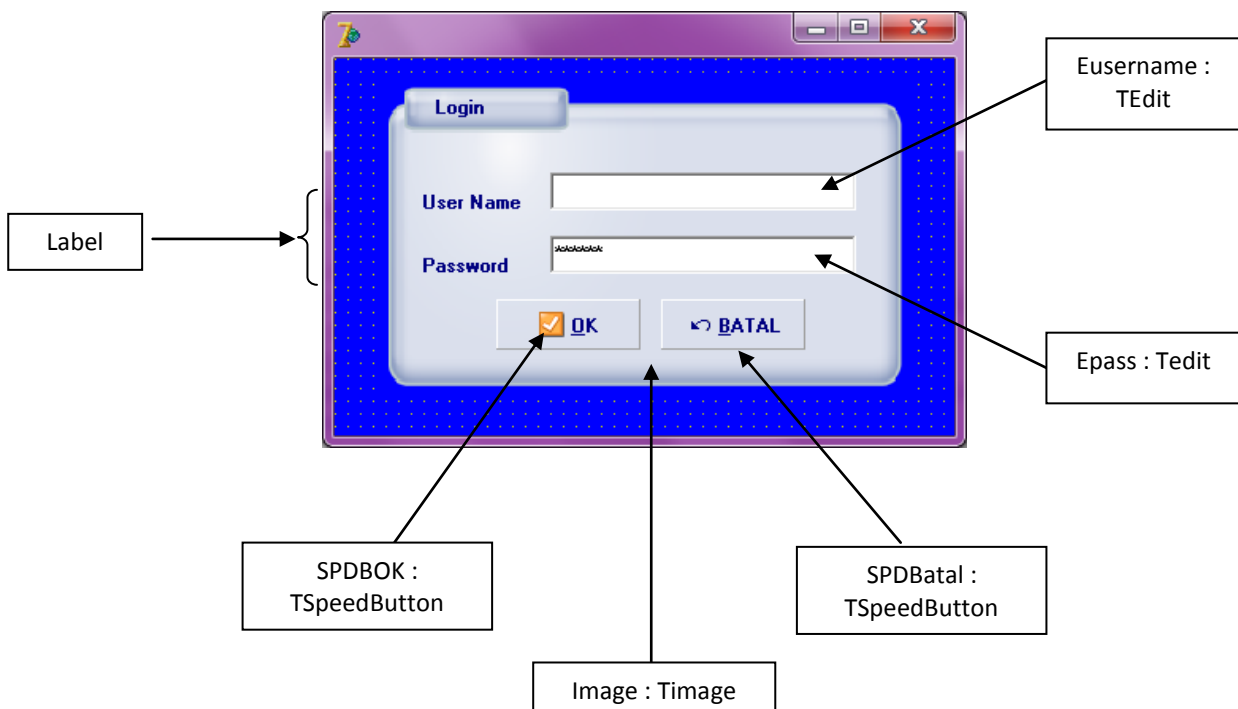 Login
User Name
Password
*******
OK
BATAL
Eusername :
TEdit
Label
Epass : Tedit
SPDBOK :
TSpeedButton
SPDBatal :
TSpeedButton
Image : Timage